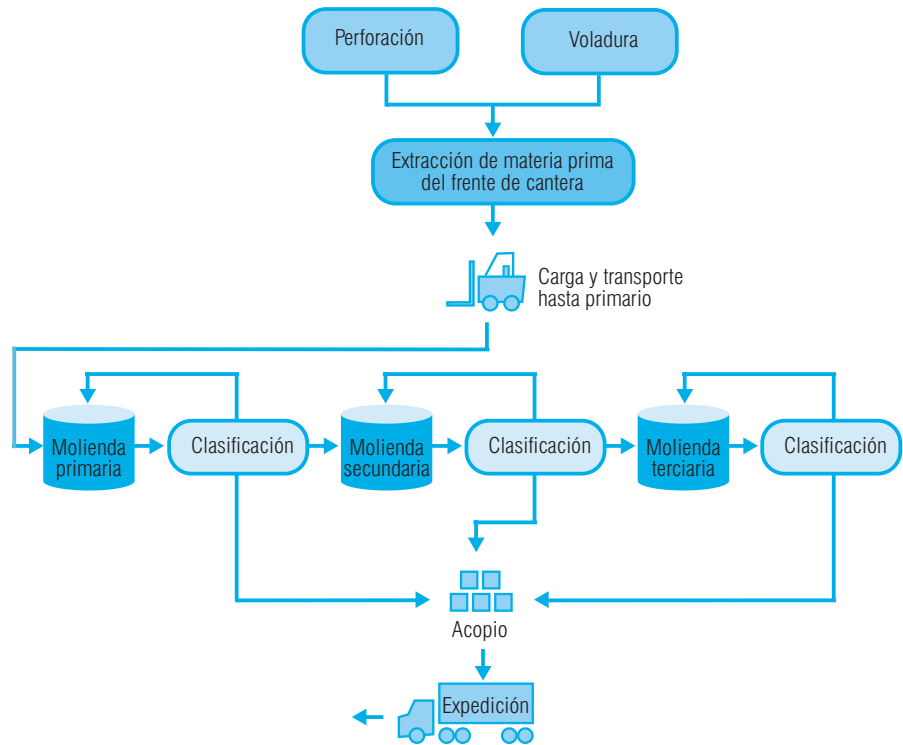 Perforación
Voladura
Extracción de materia prima
del frente de cantera
Carga y transporte
hasta primario
Molienda
primaria
Clasificación
Molienda
secundaria
Clasificación
Molienda
terciaria
Clasificación
Acopio
Expedición